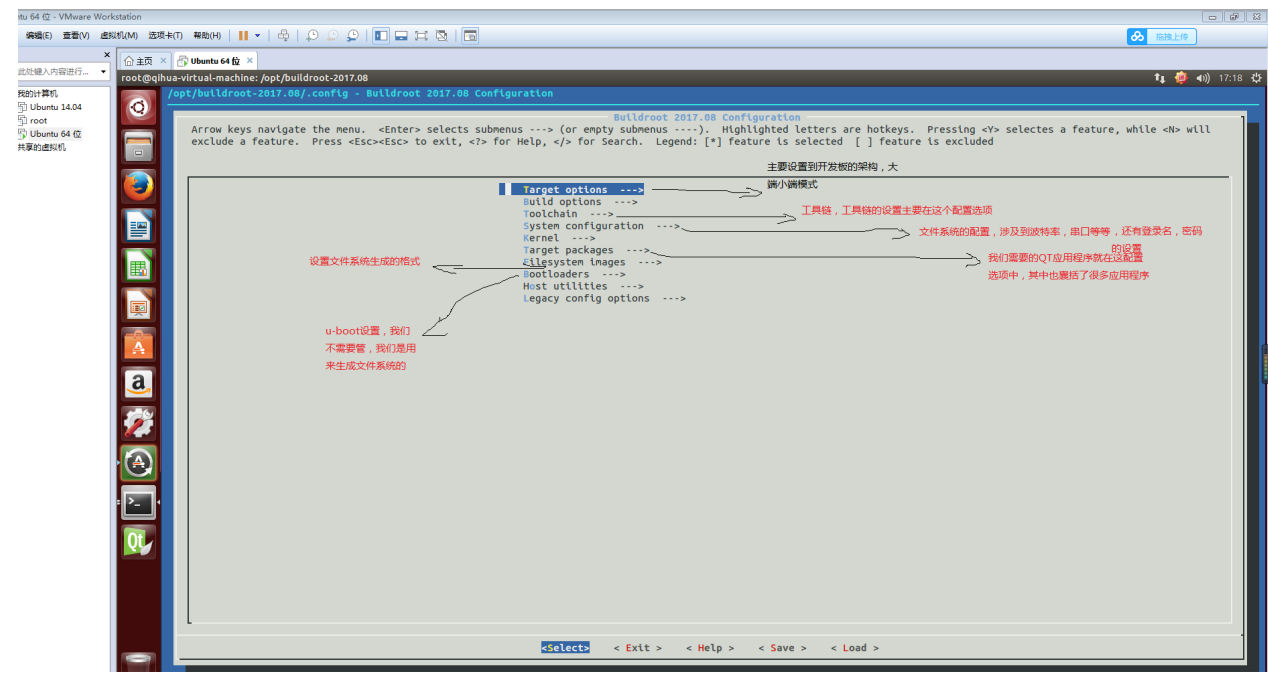 ntu 64 位 - VMware Workstation
编辑(E) 查看(V) 虚拟机(M) 选项卡(T) 帮助(H)
拖拽上传
此处键入内容进行...
主页
Ubuntu 64 位
我的计算机
Ubuntu 14.04
root
Ubuntu 64 位
共享的虚拟机
root@qihua-virtual-machine: /opt/buildroot-2017.08
17:18
/opt/buildroot-2017.08/.config - Buildroot 2017.08 Configuration
Buildroot 2017.08 Configuration
Arrow keys navigate the menu. <Enter> selects submenus ---> (or empty submenus ----). Highlighted letters are hotkeys. Pressing <Y> selectes a feature, while <N> will
exclude a feature. Press <Esc><Esc> to exit, <?> for Help, </> for Search. Legend: [*] feature is selected [ ] feature is excluded
主要设置到开发板的架构，大
端小端模式
Target options --->
Build options --->
Toolchain --->
System configuration --->
Kernel --->
Target packages --->
Filesystem images --->
Bootloaders --->
Host utilities --->
Legacy config options --->
工具链，工具链的设置主要在这个配置选项
文件系统的配置，涉及到波特率，串口等等，还有登录名，密码
的设置
我们需要的QT应用程序就在这配置
选项中，其中也囊括了很多应用程序
设置文件系统生成的格式
u-boot设置，我们
不需要管，我们是用
来生成文件系统的
a
Qt
<Select> < Exit > < Help > < Save > < Load >